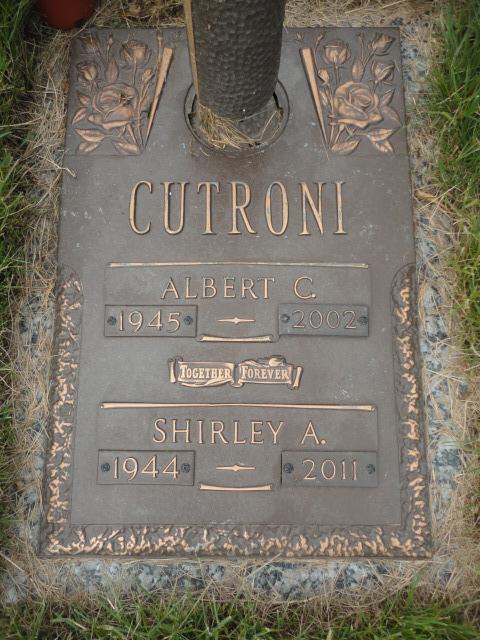 CUTRONI
ALBERT C.
1945 2002
TOGETHER FOREVER
SHIRLEY A.
1944 2011